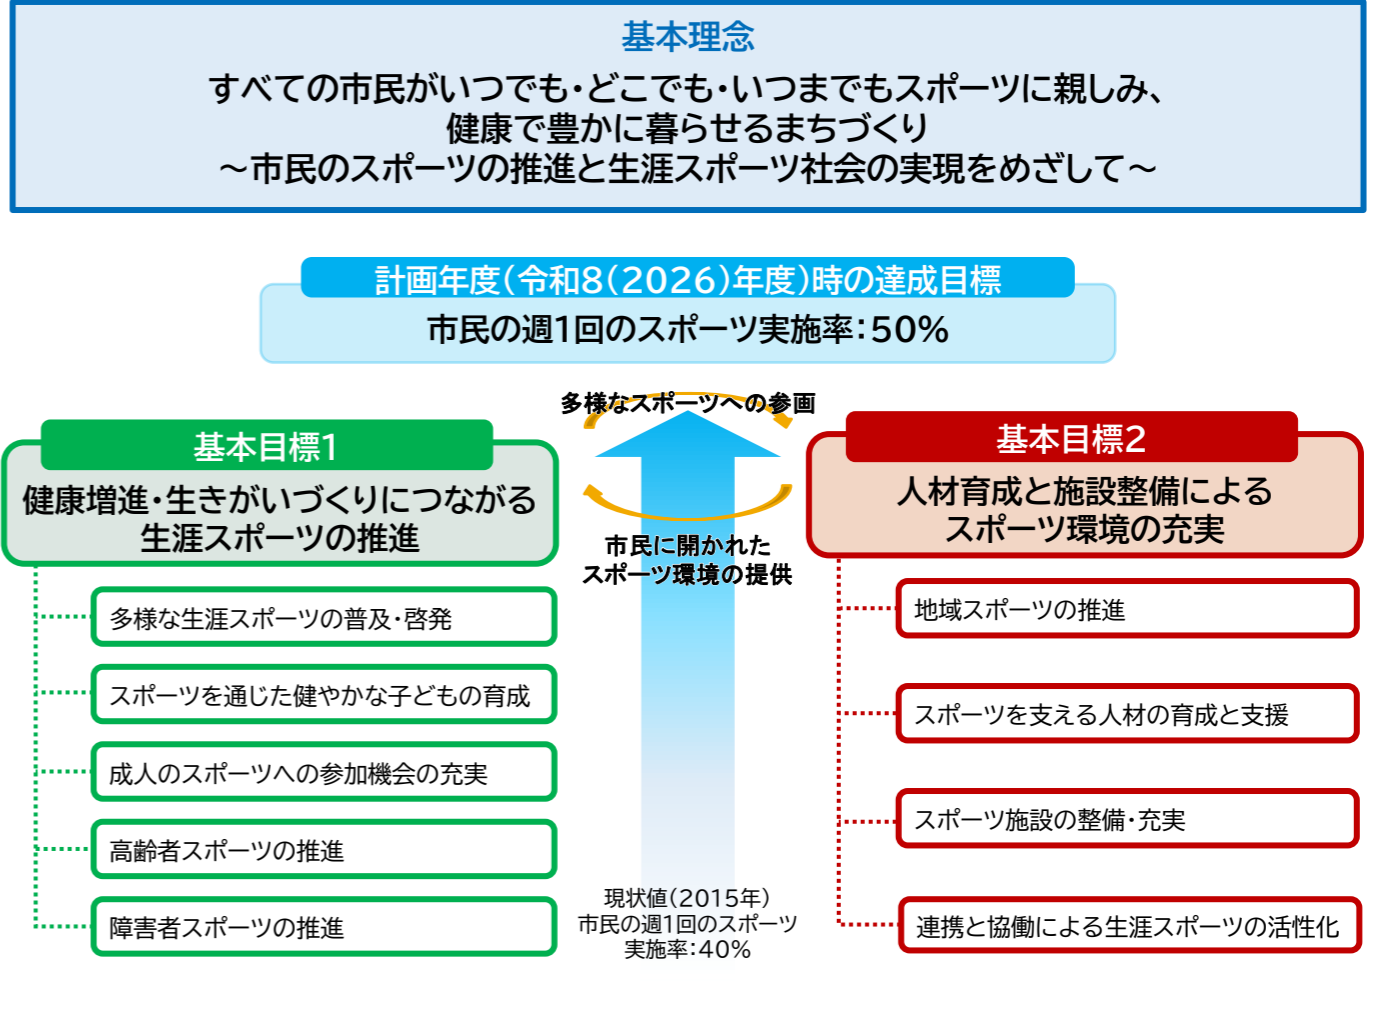 基本理念
すべての市民がいつでも・どこでも・いつまでもスポーツに親しみ、
健康で豊かに暮らせるまちづくり
～市民のスポーツの推進と生涯スポーツ社会の実現をめざして～
計画年度（令和8（2026）年度）時の達成目標
市民の週1回のスポーツ実施率：50%
多様なスポーツへの参画
市民に開かれた
スポーツ環境の提供
基本目標1
健康増進・生きがいづくりにつながる
生涯スポーツの推進
多様な生涯スポーツの普及・啓発
スポーツを通じた健やかな子どもの育成
成人のスポーツへの参加機会の充実
高齢者スポーツの推進
障害者スポーツの推進
基本目標2
人材育成と施設整備による
スポーツ環境の充実
地域スポーツの推進
スポーツを支える人材の育成と支援
スポーツ施設の整備・充実
連携と協働による生涯スポーツの活性化
現状値（2015年）
市民の週1回のスポーツ
実施率：40%